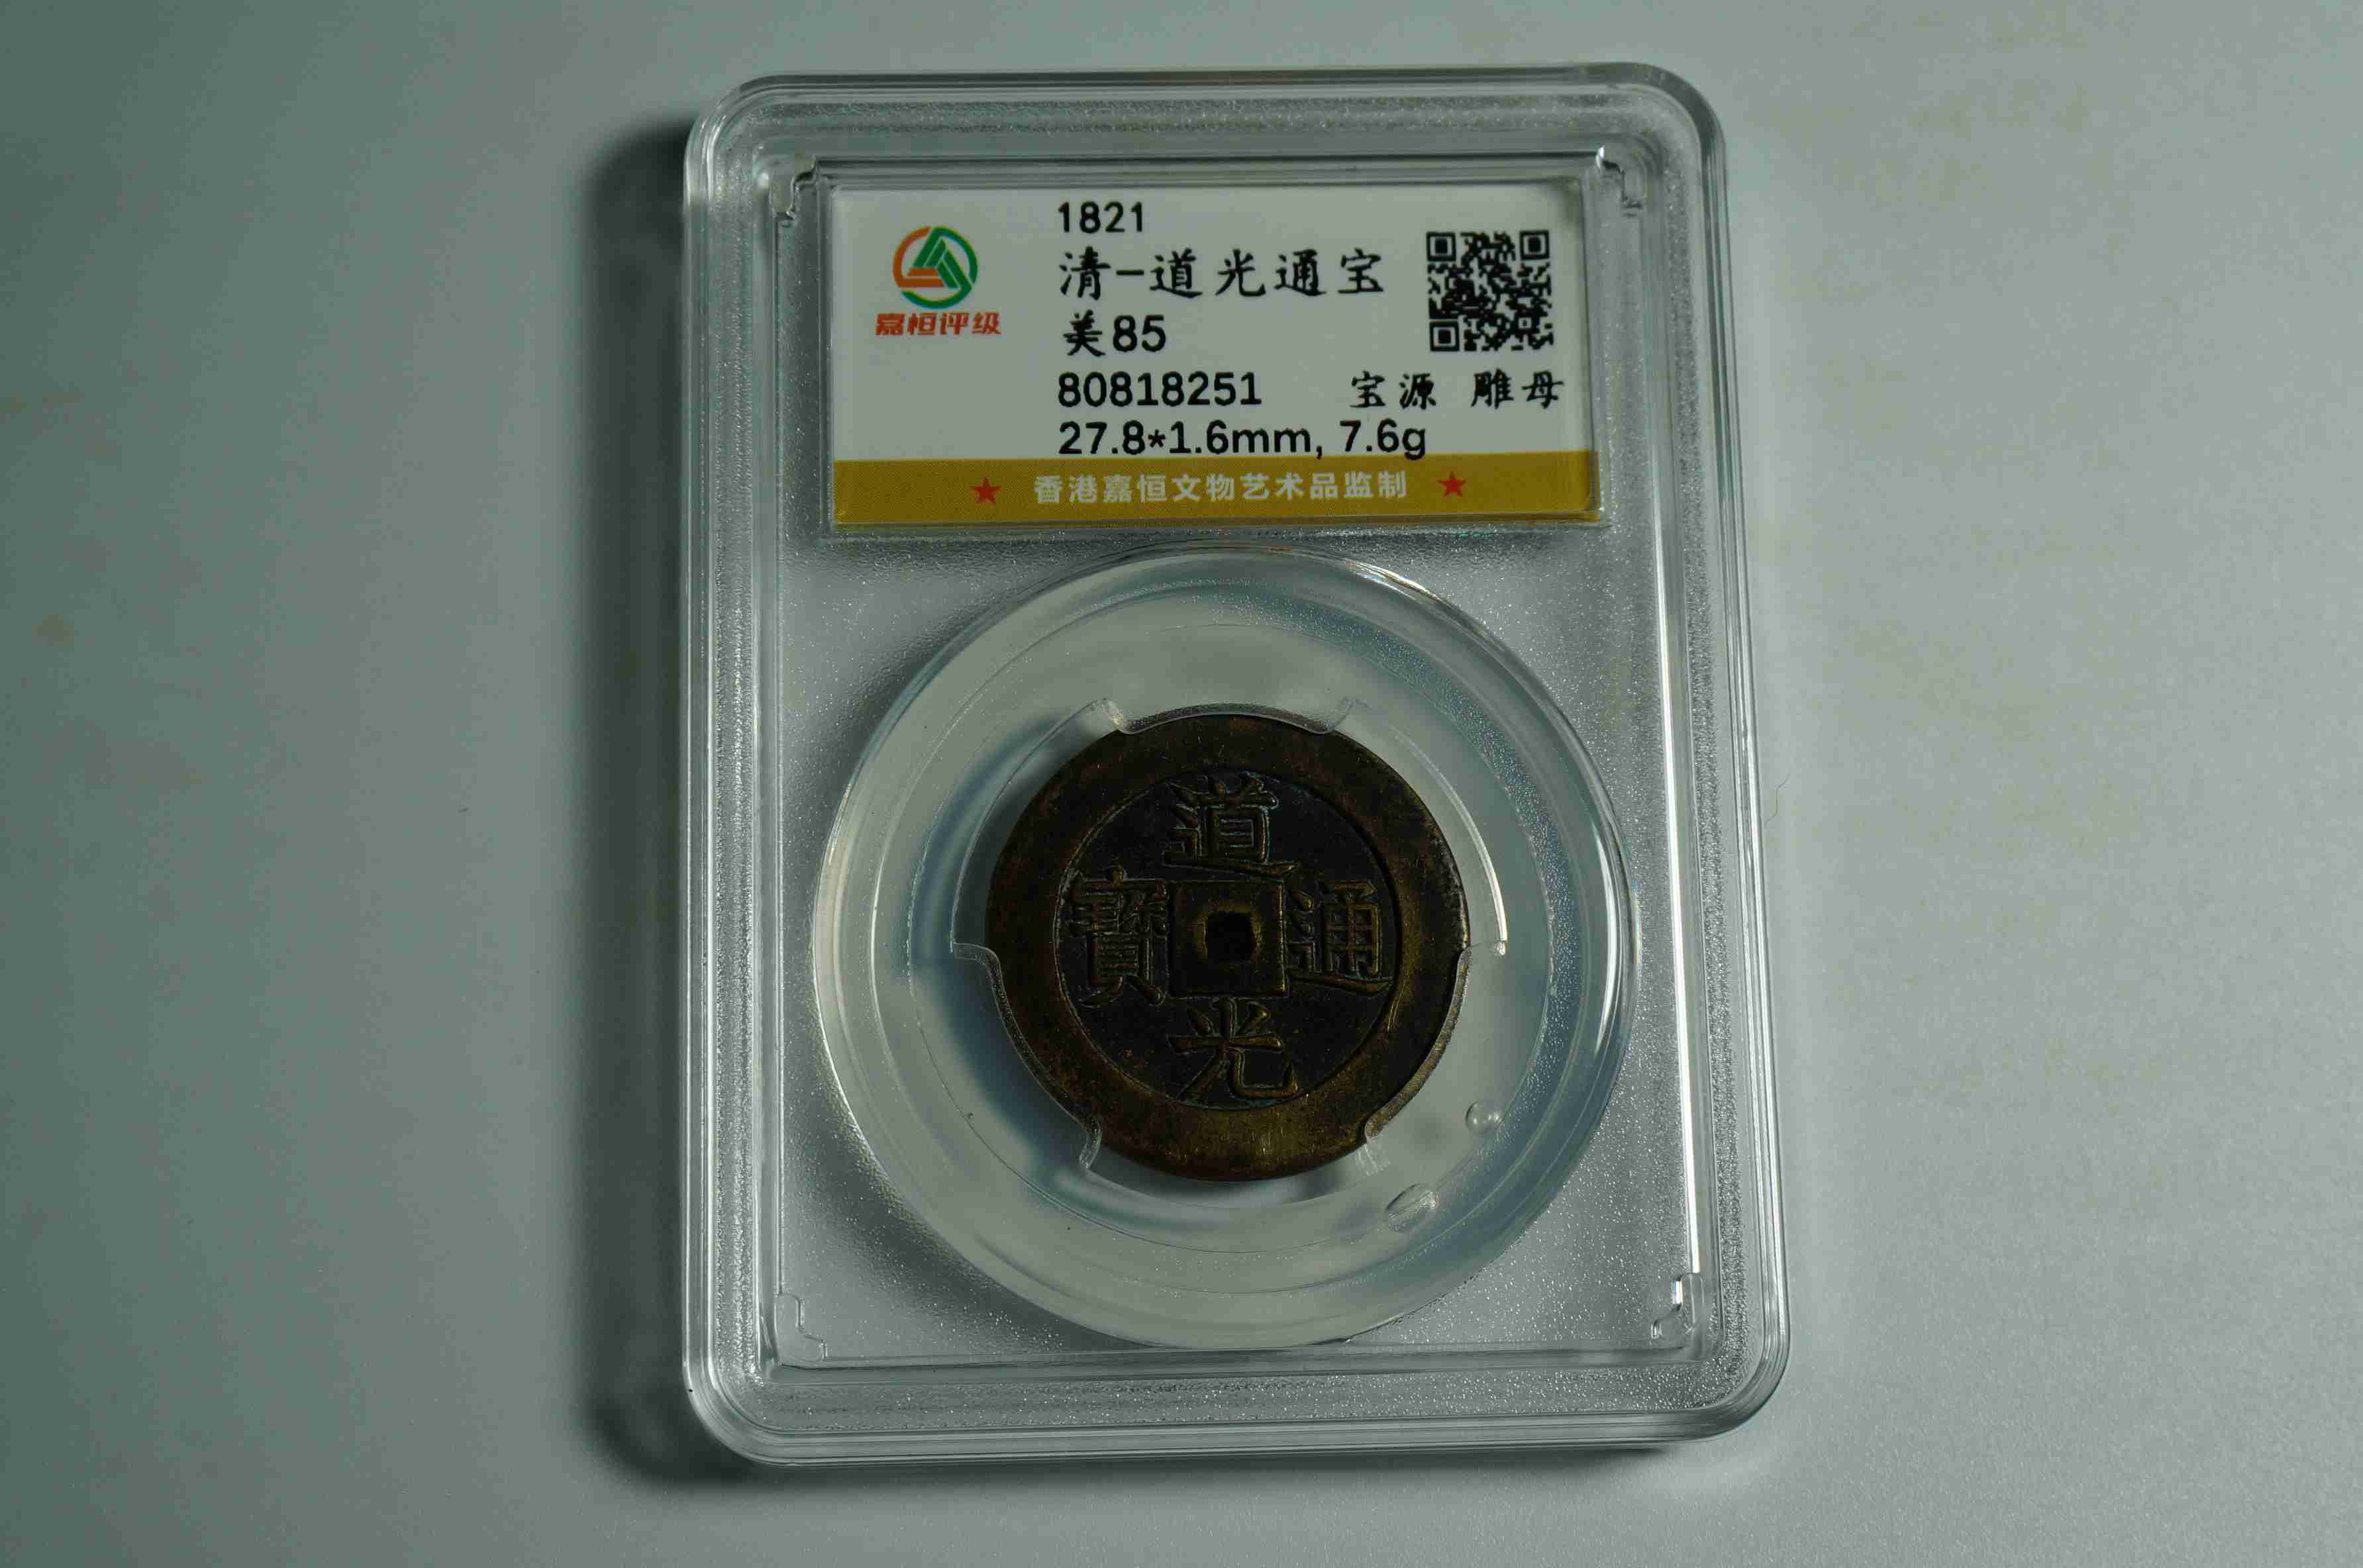 1821
清-道光通宝
嘉恒评级
美85
80818251 宝源 雕母
27.8*1.6mm, 7.6g
★ 香港嘉恒文物艺术品监制 ★
道
寶 通
光